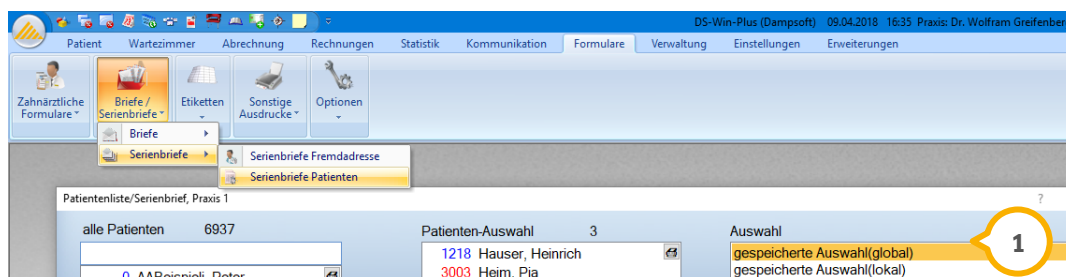 DS-Win-Plus (Dampsoft) 09.04.2018 16:35 Praxis: Dr. Wolfram Greifenber
Patient Wartezimmer Abrechnung Rechnungen Statistik Kommunikation Formulare Verwaltung Einstellungen Erweiterungen
Zahnärztliche Formulare
Briefe / Serienbriefe
Etiketten
Sonstige Ausdrucke
Optionen
Briefe
Serienbriefe
Serienbriefe Fremdadresse
Serienbriefe Patienten
Patientenliste/Serienbrief, Praxis 1 ?
alle Patienten 6937
Patienten-Auswahl 3
Auswahl
1218 Hauser, Heinrich
gespeicherte Auswahl(global)
1
0 AABeispieli, Peter
3003 Heim, Pia
gespeicherte Auswahl(lokal)